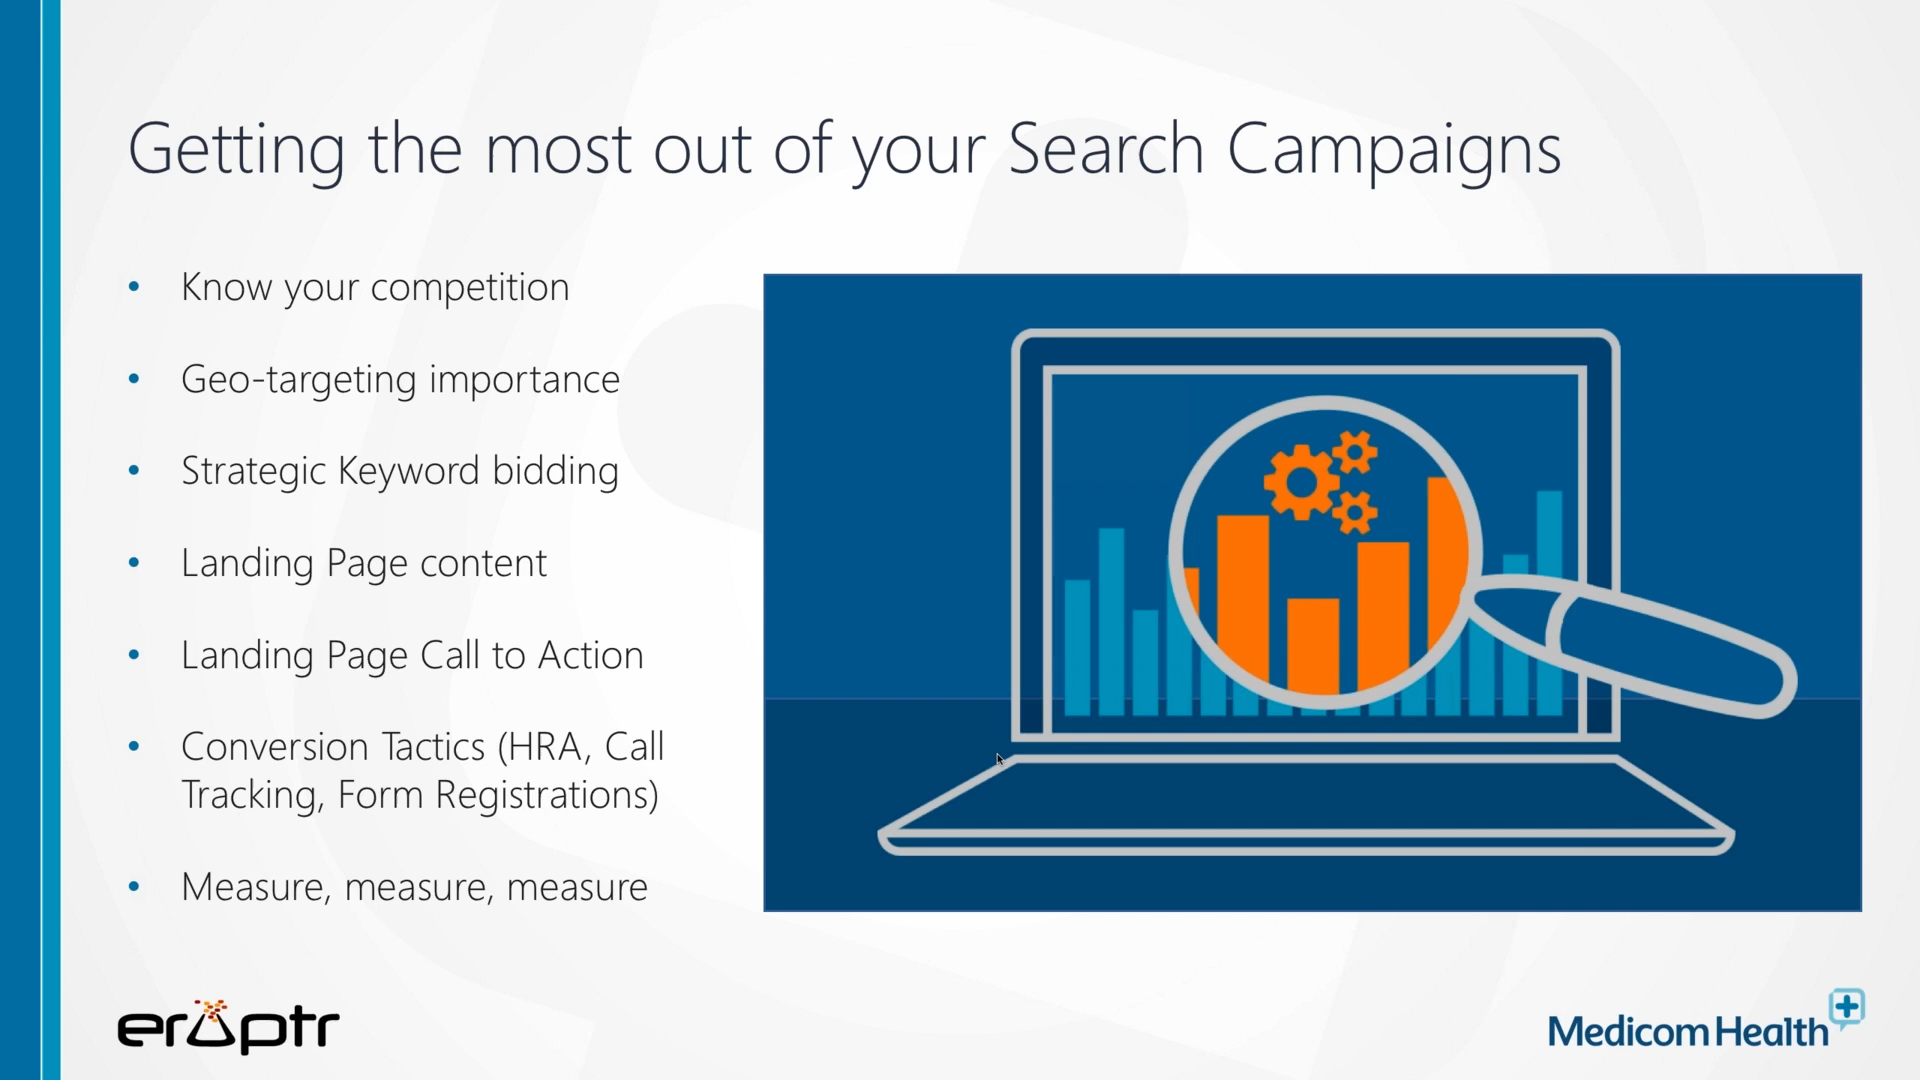 Getting the most out of your Search Campaigns
• Know your competition
• Geo-targeting importance
• Strategic Keyword bidding
• Landing Page content
• Landing Page Call to Action
• Conversion Tactics (HRA, Call
Tracking, Form Registrations)
• Measure, measure, measure
eruptr
Medicom Health